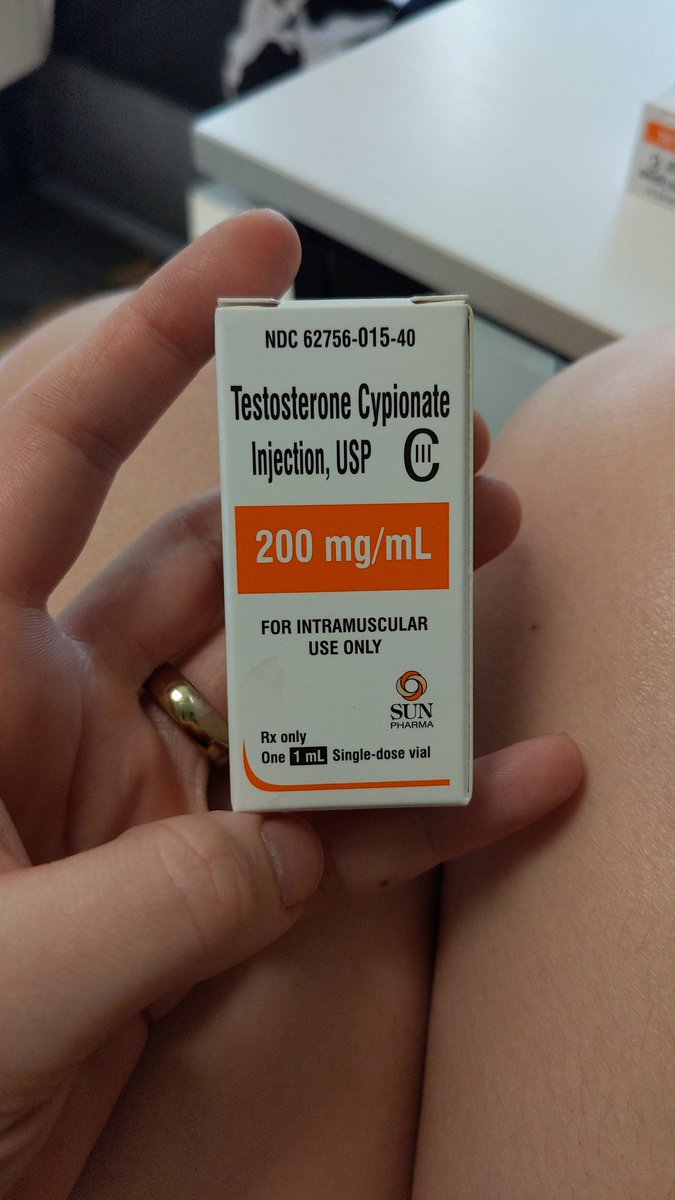 NDC 62756-015-40
Testosterone Cypionate
Injection, USP CIII
200 mg/mL
FOR INTRAMUSCULAR
USE ONLY
SUN
PHARMA
Rx only
One 1 mL Single-dose vial